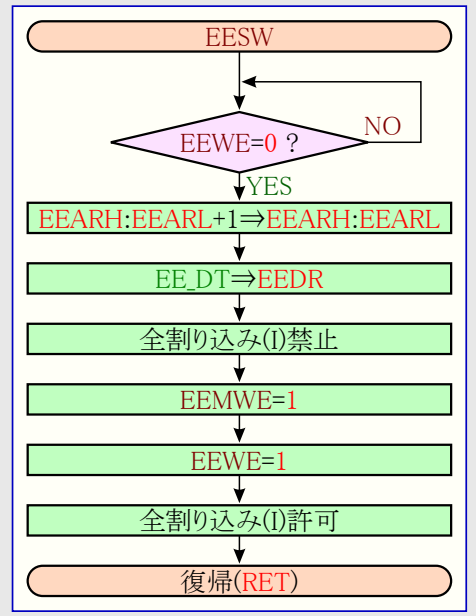 EESW
EEWE=0 ?
NO
YES
EEARH:EEARL+1⇒EEARH:EEARL
EE_DT⇒EEDR
全割り込み(I)禁止
EEMWE=1
EEWE=1
全割り込み(I)許可
復帰(RET)